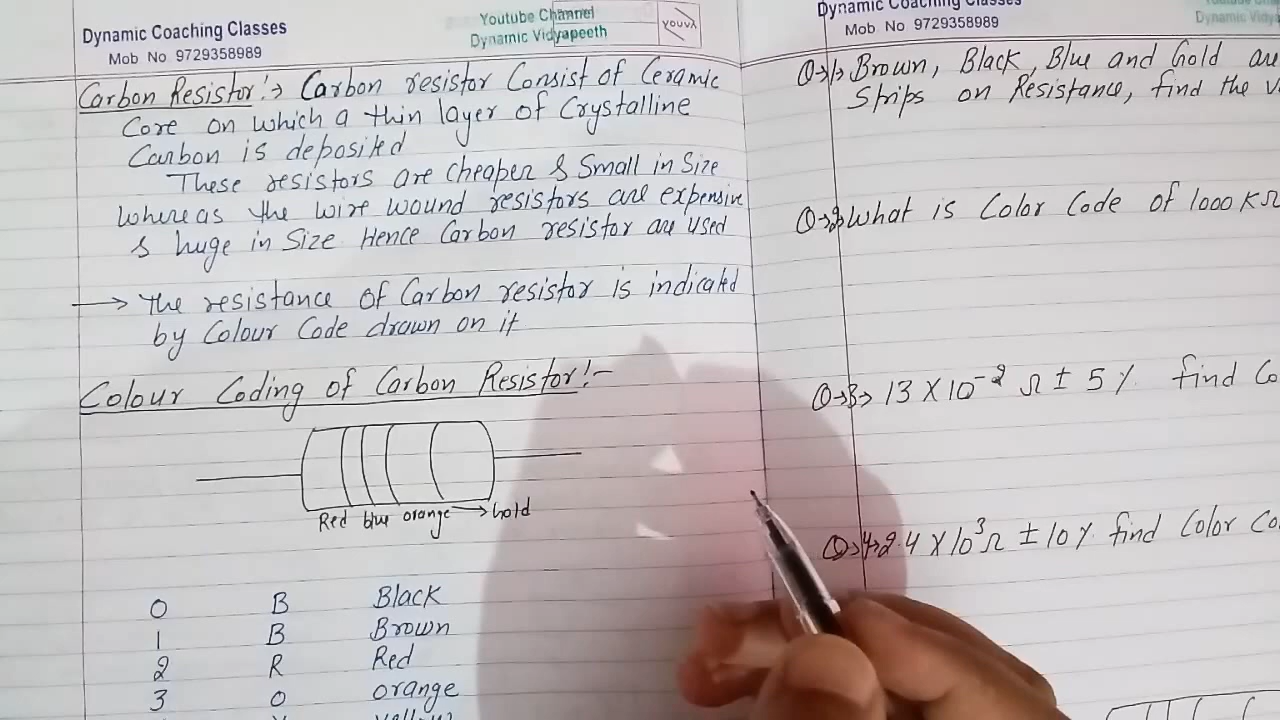 Dynamic Coaching Classes
Mob No 9729358989
Youtube Channel
Dynamic Vidyapeeth
YOUVA
Carbon Resistor :→ Carbon resistor Consist of Ceramic
Core on which a thin layer of Crystalline
Carbon is deposited
These resistors are cheaper & Small in Size
whereas the wire wound resistors are expensive
& huge in Size Hence Carbon resistor are used
→ The resistance of Carbon resistor is indicated
by Colour Code drawn on it
Colour Coding of Carbon Resistor:-
Red blue orange → Gold
0 B Black
1 B Brown
2 R Red
3 O orange
yellow
Dynamic Coaching Classes
Mob No 9729358989
Dynamic
Q→1→ Brown, Black, Blue and Gold are
Strips on Resistance, find the
Q→2→ What is Color Code of 1000 KΩ
Q→3→ 13 X 10⁻² Ω ± 5 % find
Q→4→ 2.4 X 10³ Ω ± 10 % find Color